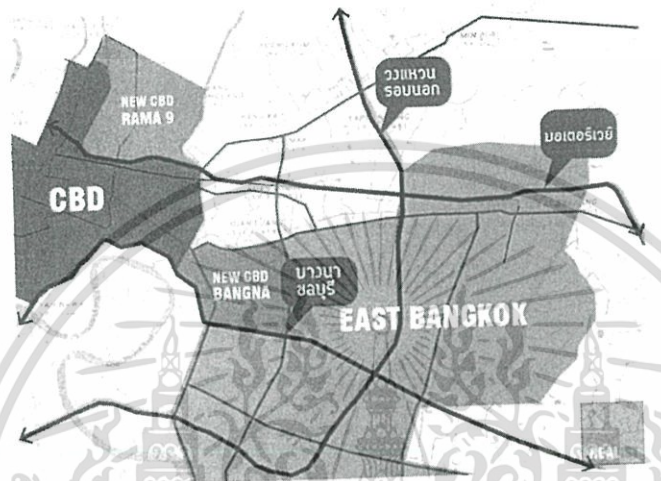 วงแหวน
รอบนอก
NEW CBD
RAMA 9
มอเตอร์เวย์
CBD
NEW CBD
BANGNA
บางนา
ชลบุรี
EAST BANGKOK